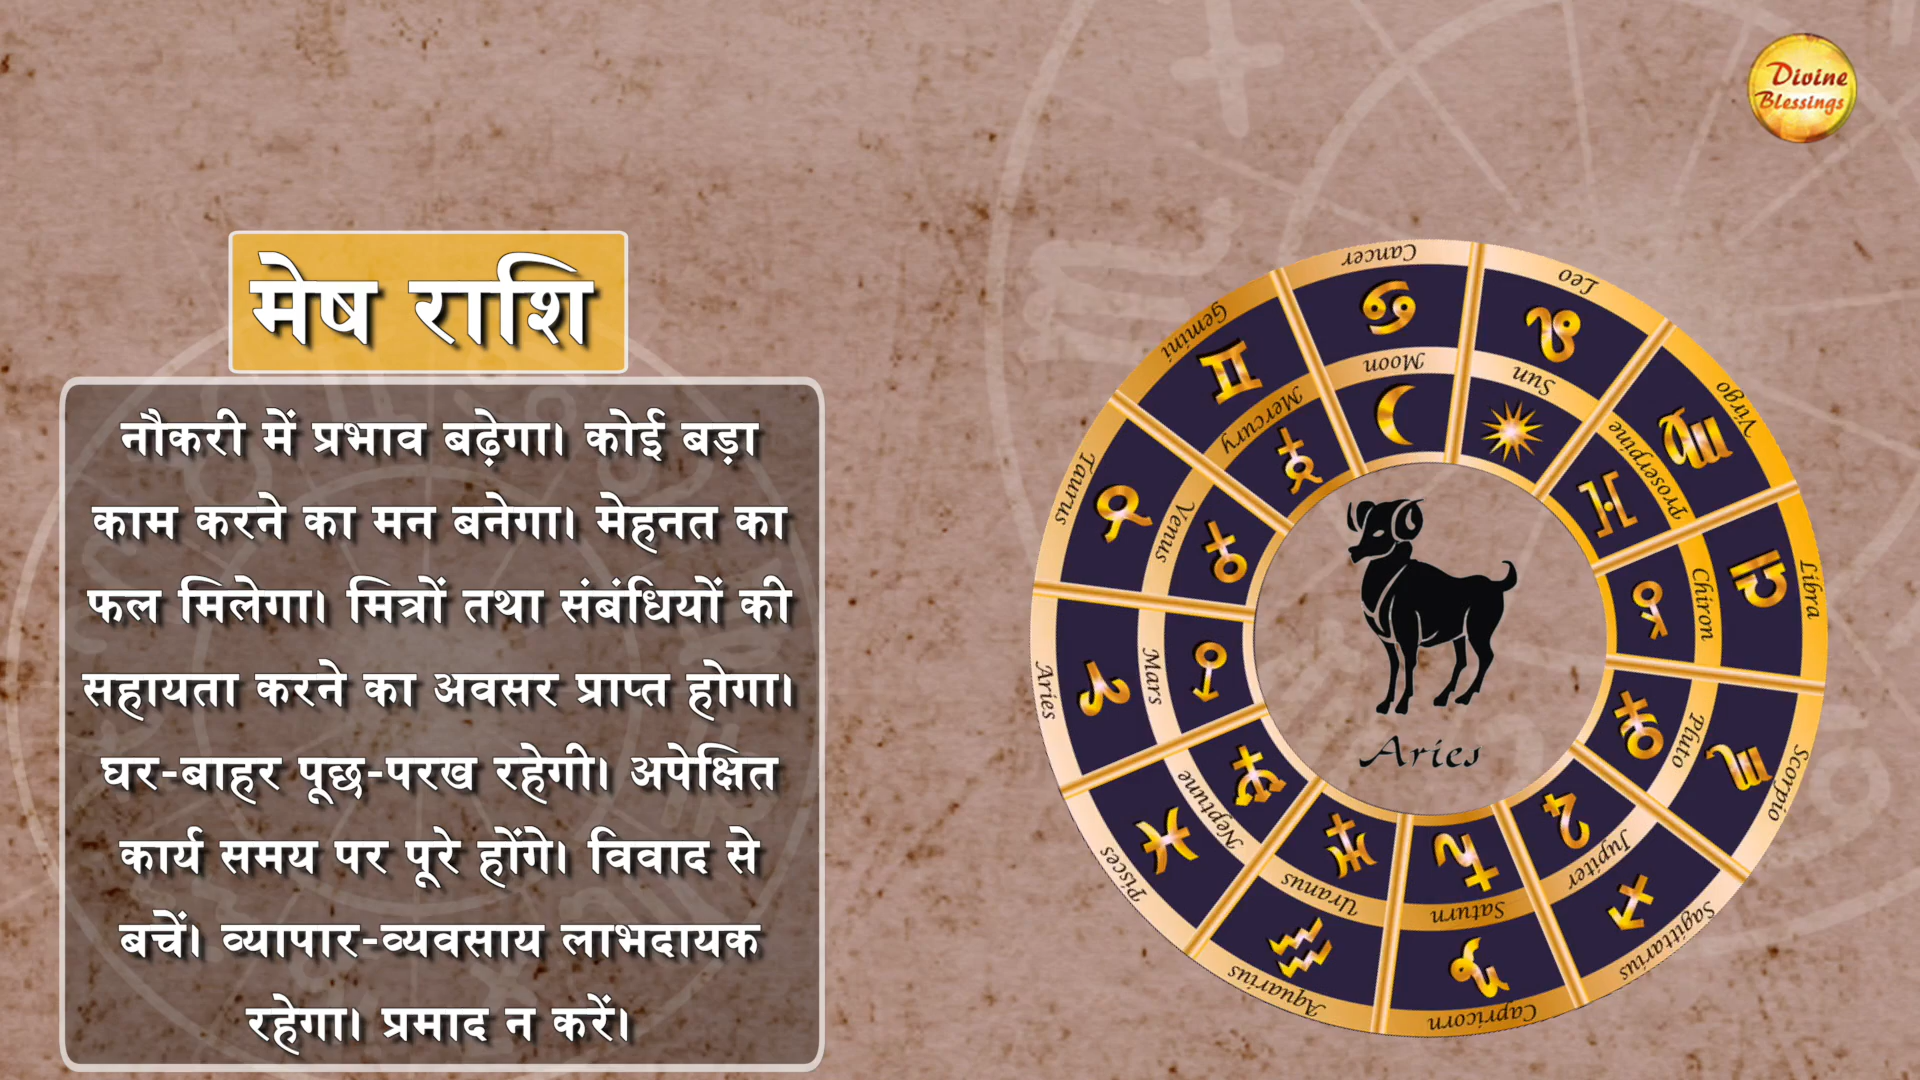 Divine
Blessings
मेष राशि
नौकरी में प्रभाव बढ़ेगा। कोई बड़ा
काम करने का मन बनेगा। मेहनत का
फल मिलेगा। मित्रों तथा संबंधियों की
सहायता करने का अवसर प्राप्त होगा।
घर-बाहर पूछ-परख रहेगी। अपेक्षित
कार्य समय पर पूरे होंगे। विवाद से
बचें। व्यापार-व्यवसाय लाभदायक
रहेगा। प्रमाद न करें।
Cancer
Leo
Virgo
Libra
Scorpio
Sagittarius
Capricorn
Aquarius
Pisces
Aries
Taurus
Gemini
Moon
Sun
Proserpine
Chiron
Pluto
Jupiter
Saturn
Uranus
Neptune
Mars
Vennus
Mercury
Aries